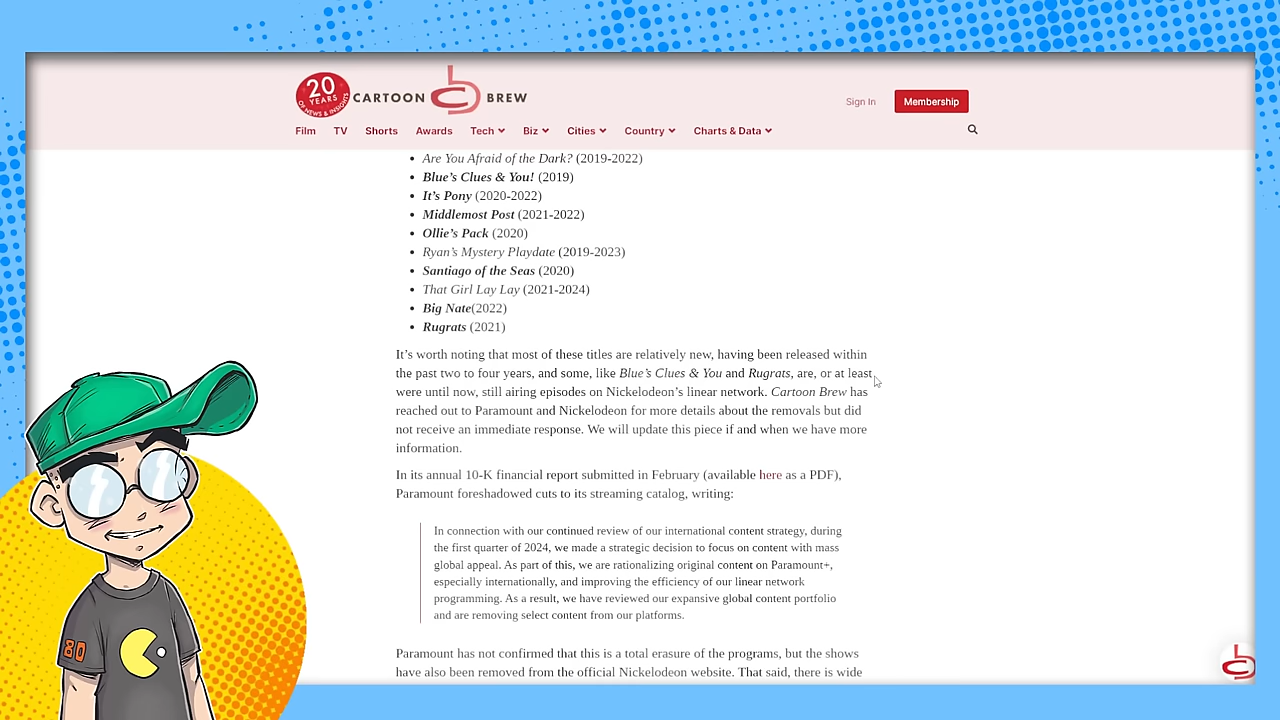 20
YEARS
OF NEWS & INSIGHTS
CARTOON BREW
Sign In
Membership
Film TV Shorts Awards Tech Biz Cities Country Charts & Data
• Are You Afraid of the Dark? (2019-2022)
• Blue’s Clues & You! (2019)
• It’s Pony (2020-2022)
• Middlemost Post (2021-2022)
• Ollie’s Pack (2020)
• Ryan’s Mystery Playdate (2019-2023)
• Santiago of the Seas (2020)
• That Girl Lay Lay (2021-2024)
• Big Nate(2022)
• Rugrats (2021)
It’s worth noting that most of these titles are relatively new, having been released within
the past two to four years, and some, like Blue’s Clues & You and Rugrats, are, or at least
were until now, still airing episodes on Nickelodeon’s linear network. Cartoon Brew has
reached out to Paramount and Nickelodeon for more details about the removals but did
not receive an immediate response. We will update this piece if and when we have more
information.
In its annual 10-K financial report submitted in February (available here as a PDF),
Paramount foreshadowed cuts to its streaming catalog, writing:
In connection with our continued review of our international content strategy, during
the first quarter of 2024, we made a strategic decision to focus on content with mass
global appeal. As part of this, we are rationalizing original content on Paramount+,
especially internationally, and improving the efficiency of our linear network
programming. As a result, we have reviewed our expansive global content portfolio
and are removing select content from our platforms.
Paramount has not confirmed that this is a total erasure of the programs, but the shows
have also been removed from the official Nickelodeon website. That said, there is wide
80